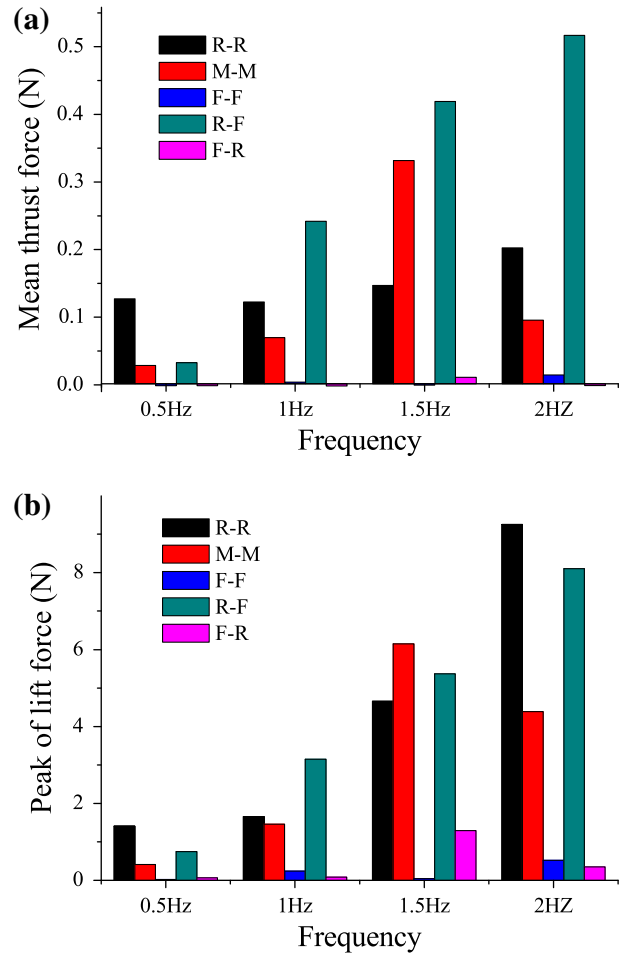 (a)
Mean thrust force (N)
0.5
0.4
0.3
0.2
0.1
0.0
R-R
M-M
F-F
R-F
F-R
0.5Hz 1Hz 1.5Hz 2HZ
Frequency
(b)
Peak of lift force (N)
8
6
4
2
0
R-R
M-M
F-F
R-F
F-R
0.5Hz 1Hz 1.5Hz 2HZ
Frequency